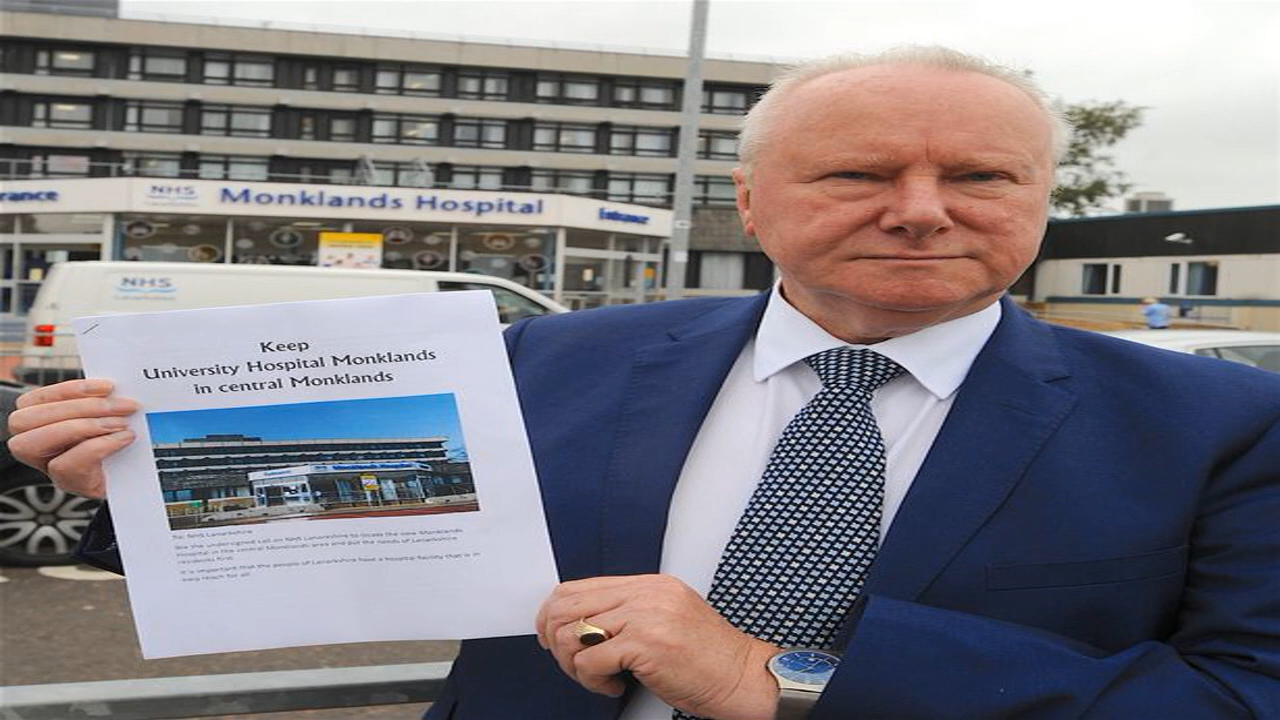 NHS
Monklands Hospital
Entrance
NHS
Lanarkshire
Keep
University Hospital Monklands
in central Monklands
To: NHS Lanarkshire
We the undersigned call on NHS Lanarkshire to locate the new Monklands
Hospital in the central Monklands area and put the needs of Lanarkshire
residents first.
It is important that the people of Lanarkshire have a hospital facility that is in
easy reach for all.